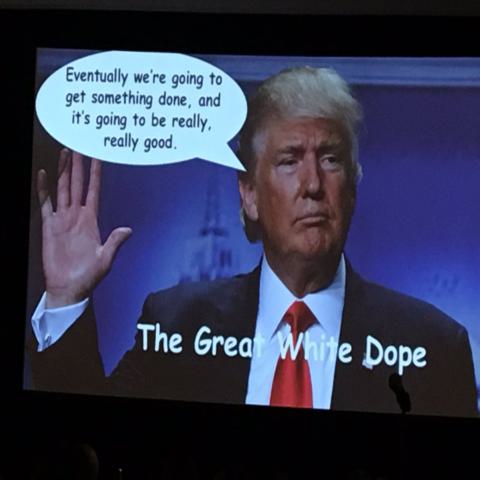 Eventually we're going to
get something done, and
it's going to be really,
really good.
The Great White Dope